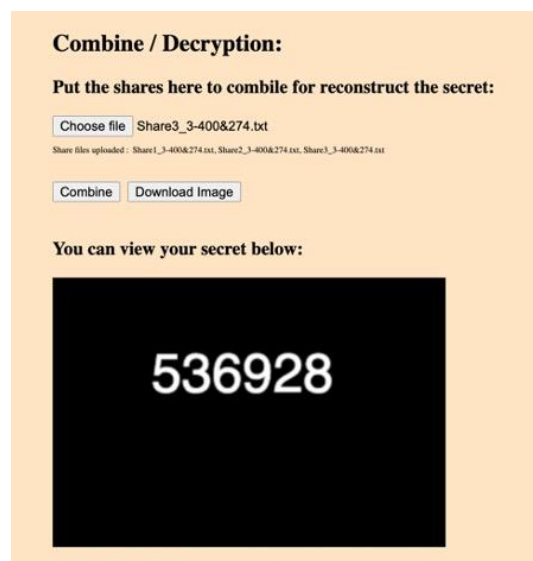 Combine / Decryption:
Put the shares here to combile for reconstruct the secret:
Choose file Share3_3-400&274.txt
Share files uploaded : Share1_3-400&274.txt, Share2_3-400&274.txt, Share3_3-400&274.txt
Combine Download Image
You can view your secret below:
536928